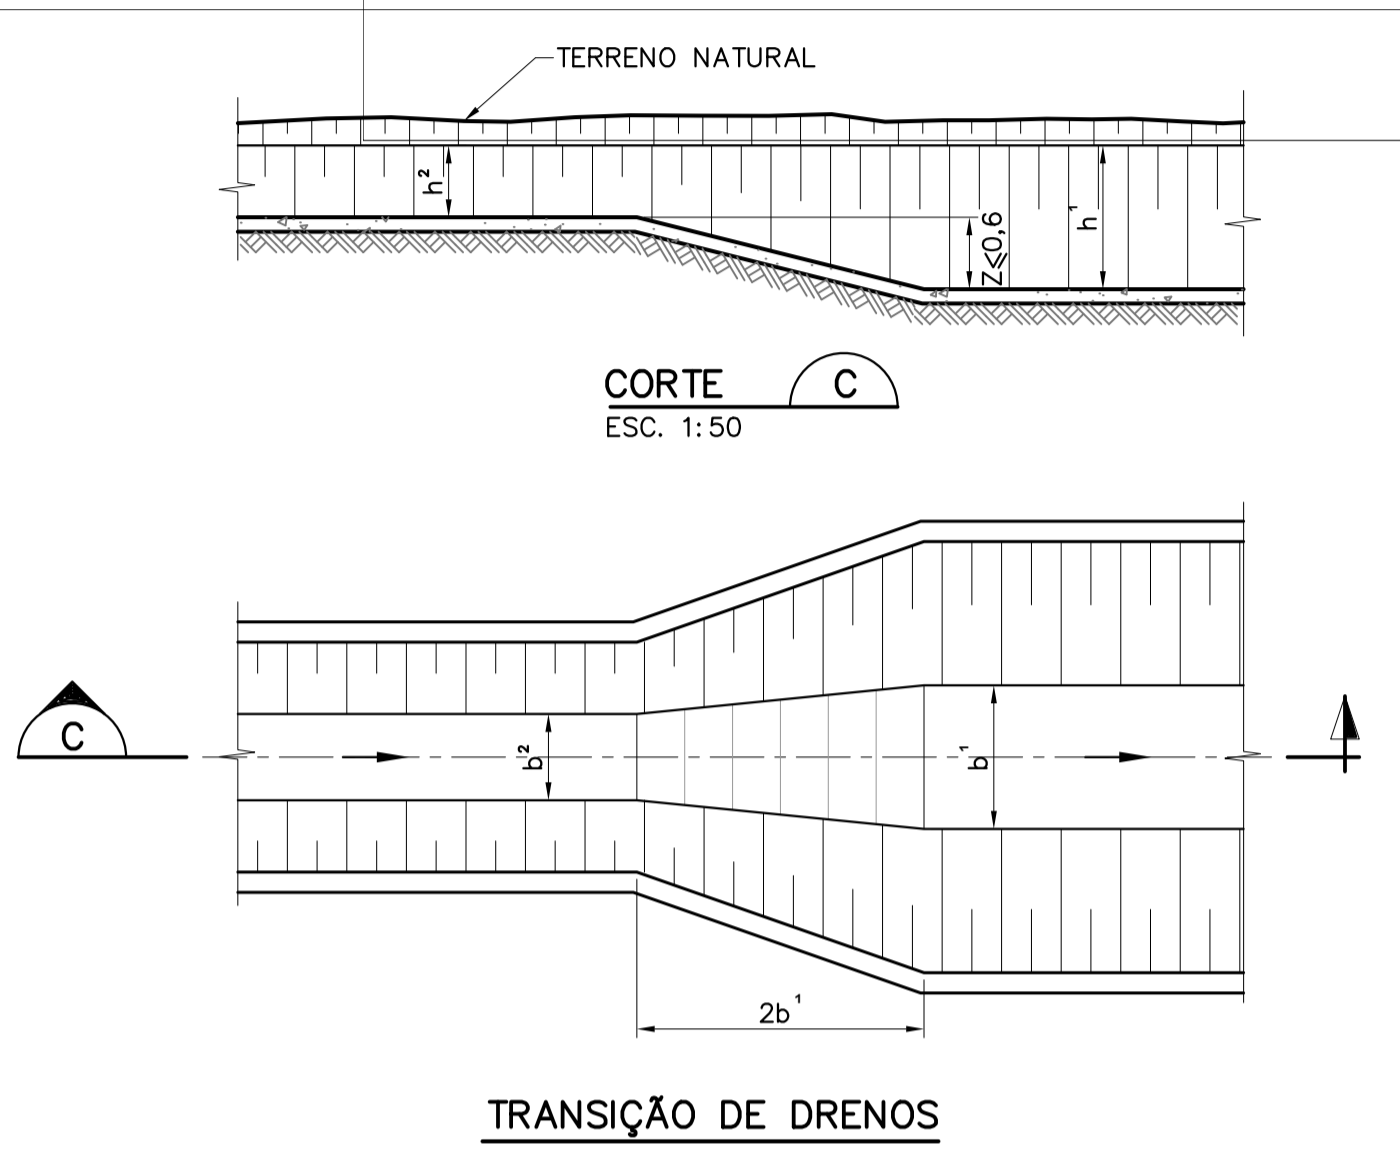 TERRENO NATURAL
h²
Z≤0,6
h¹
CORTE C
ESC. 1:50
C
b²
b¹
2b¹
TRANSIÇÃO DE DRENOS